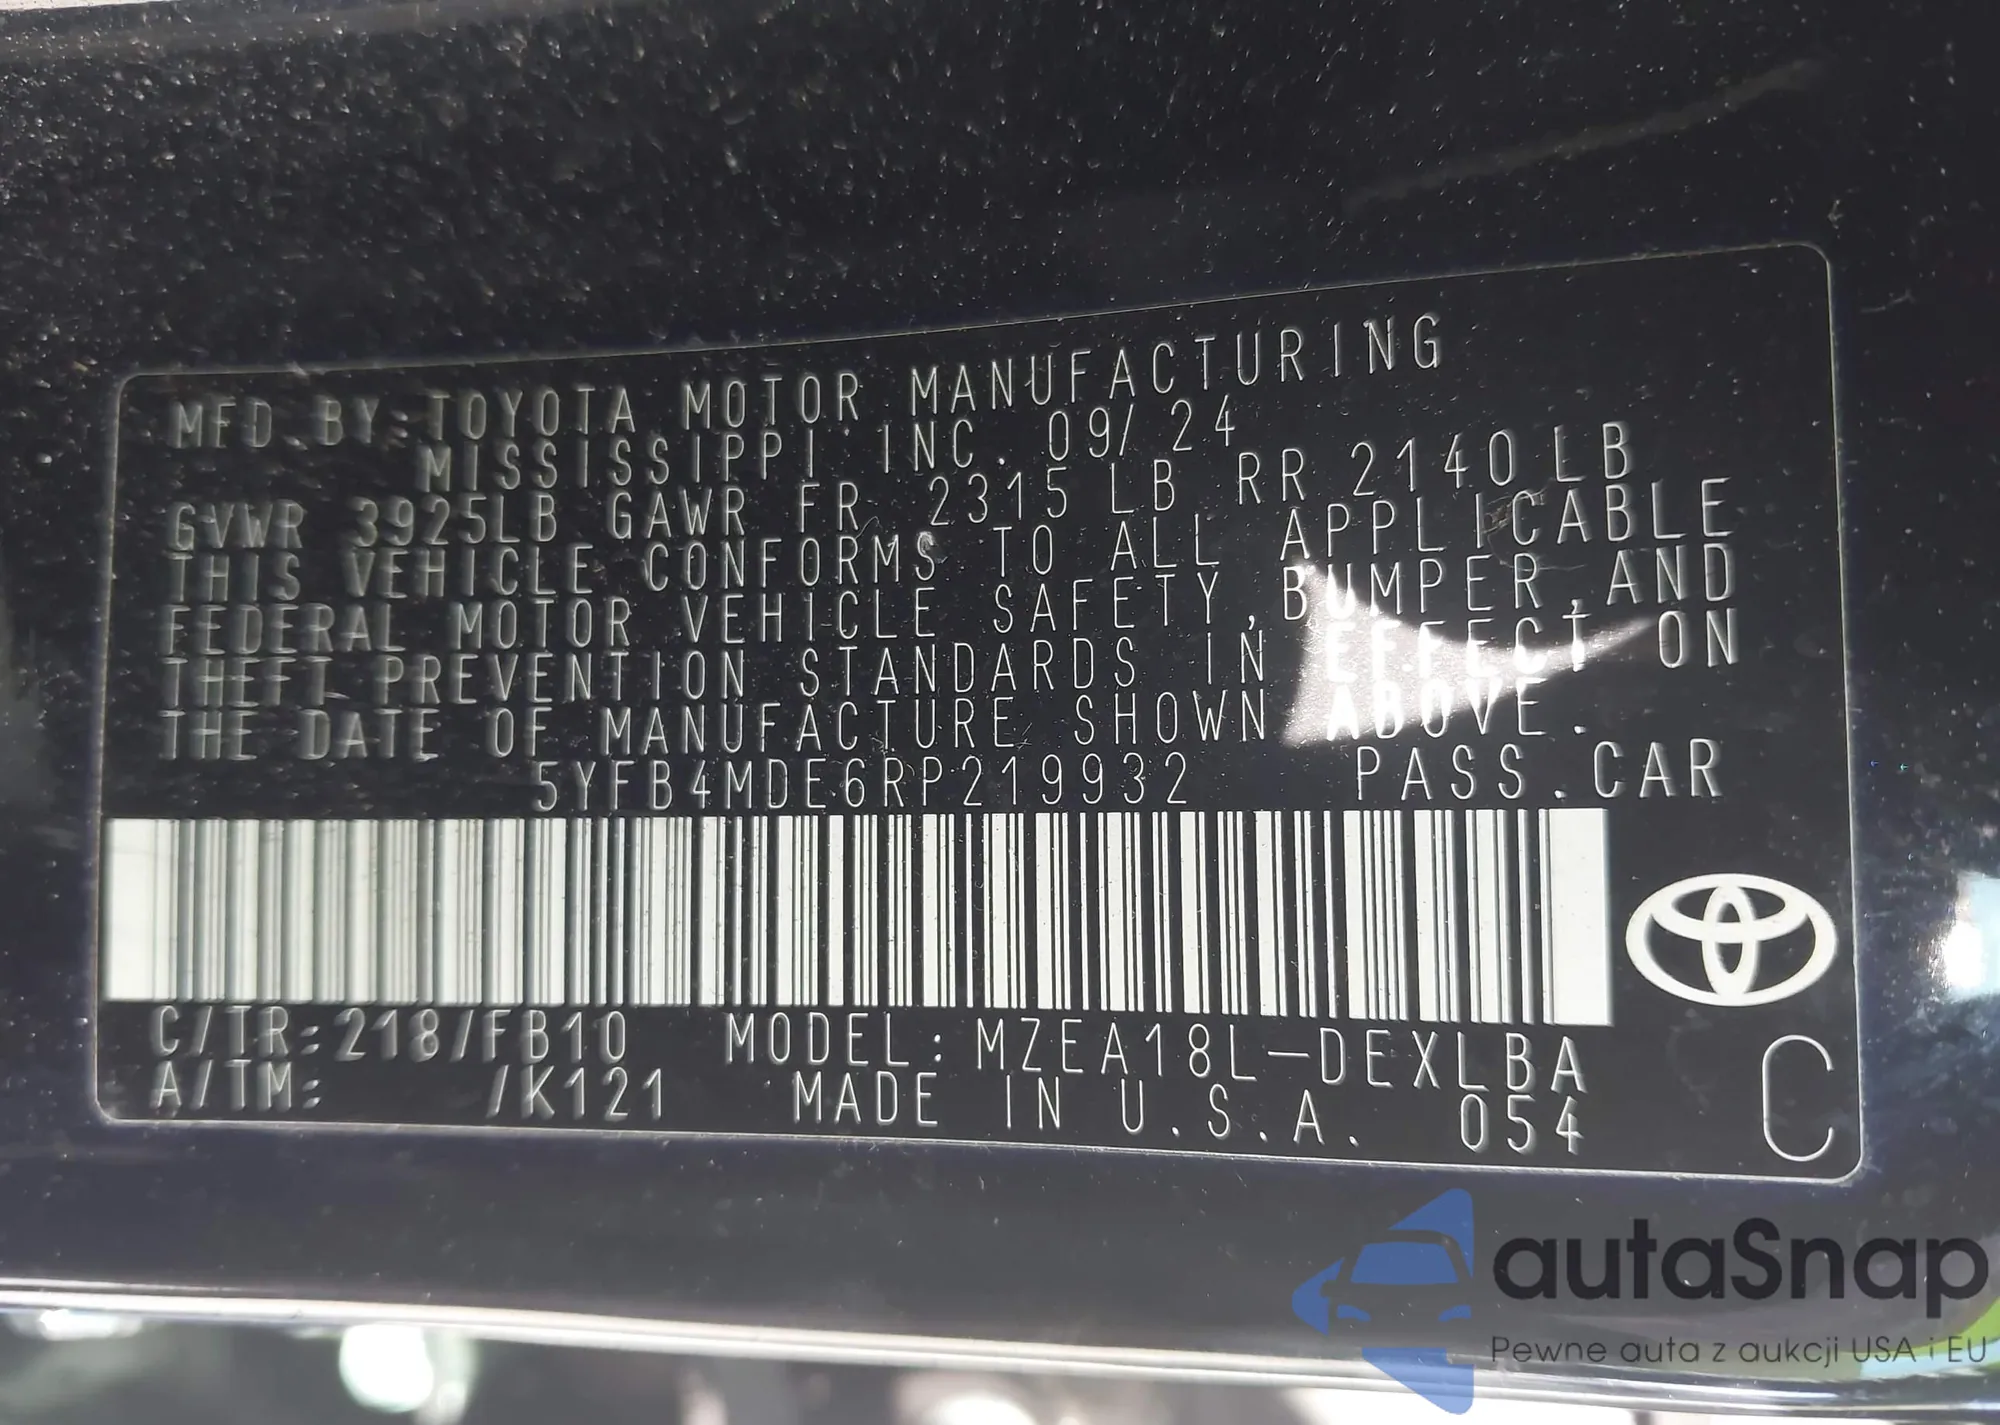 MFD. BY: TOYOTA MOTOR MANUFACTURING
MISSISSIPPI, INC. 09/24
GVWR 3925LB GAWR FR 2315 LB RR 2140LB
THIS VEHICLE CONFORMS TO ALL APPLICABLE
FEDERAL MOTOR VEHICLE SAFETY, BUMPER, AND
THEFT PREVENTION STANDARDS IN EFFECT ON
THE DATE OF MANUFACTURE SHOWN ABOVE.
5YFB4MDE6RP219932 PASS. CAR
C/TR: 218/FB10 MODEL: MZEA18L-DEXLBA
A/TM: /K121 MADE IN U.S.A. 054
C
autaSnap
Pewne auta z aukcji USA i EU